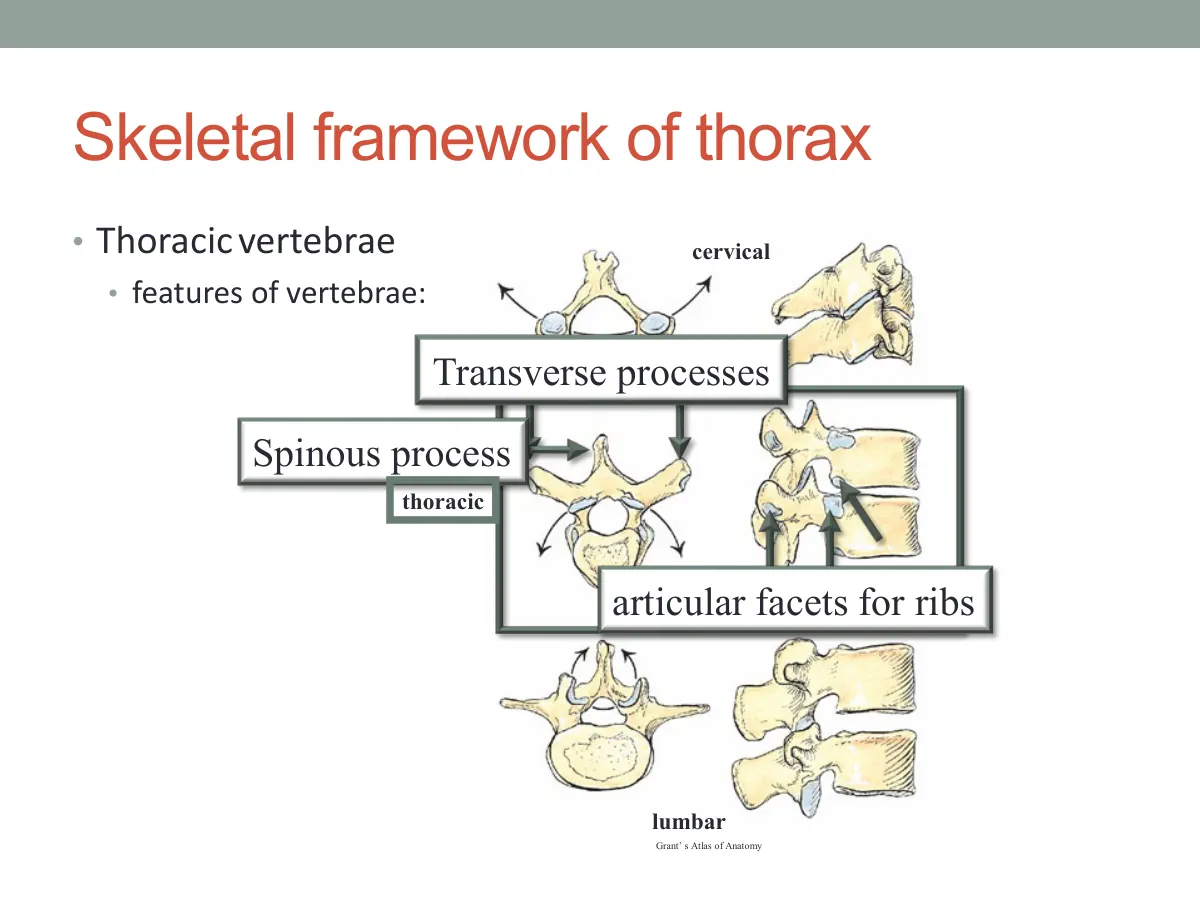 Skeletal framework of thorax
• Thoracic vertebrae
• features of vertebrae:
cervical
Transverse processes
Spinous process
thoracic
articular facets for ribs
lumbar
Grant’ s Atlas of Anatomy